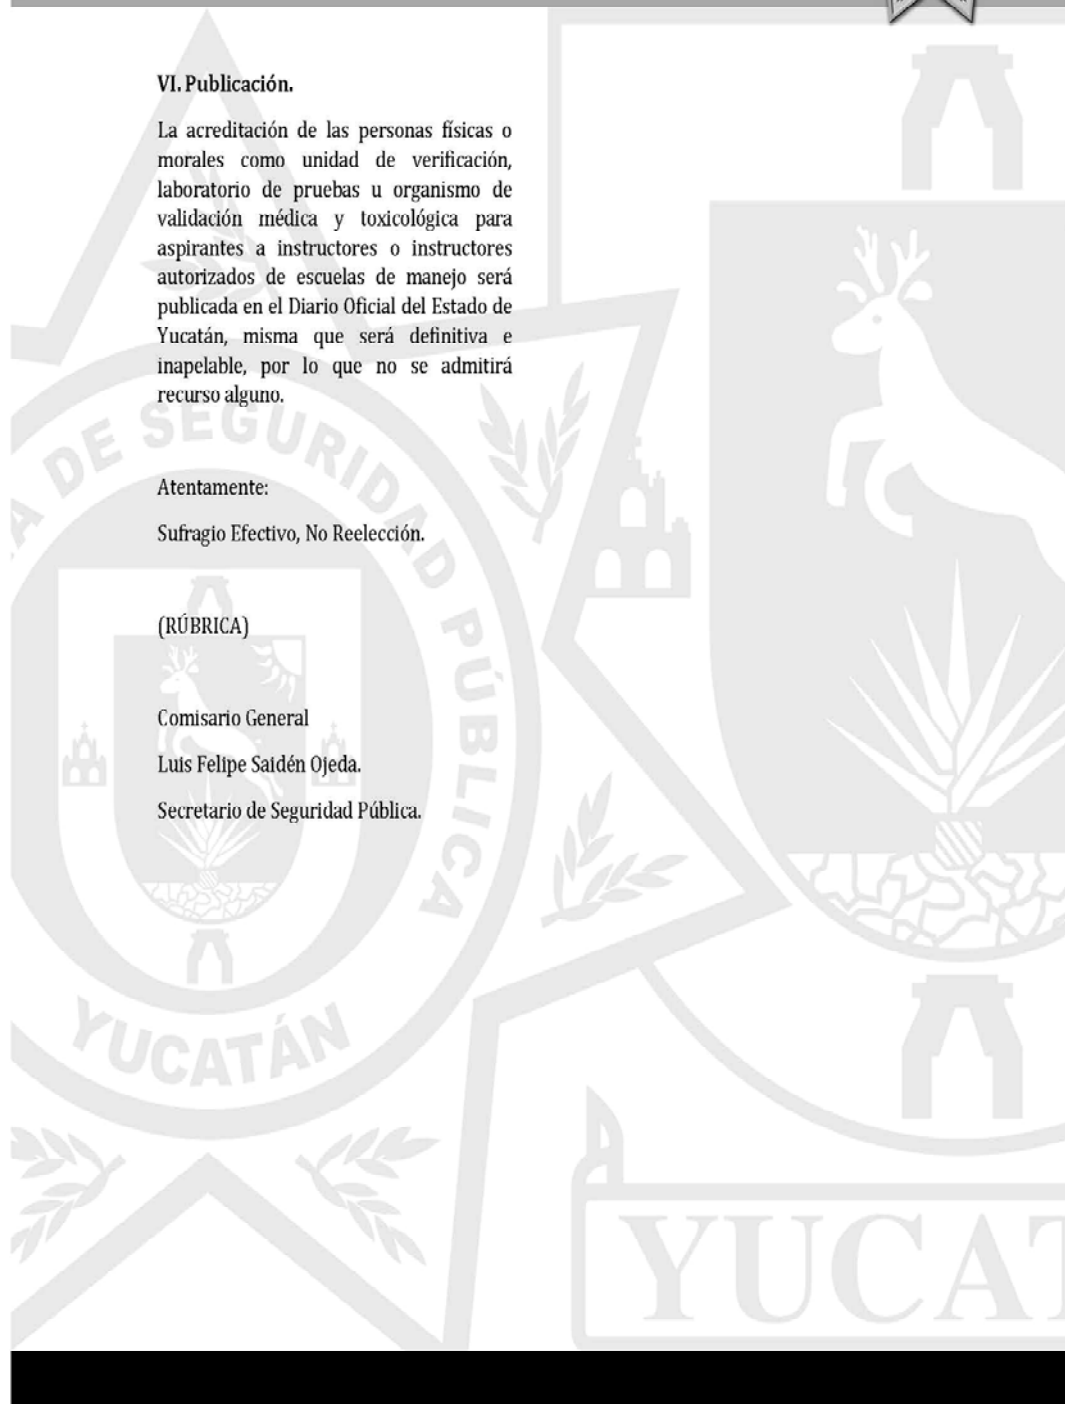 VI. Publicación.
La acreditación de las personas físicas o
morales como unidad de verificación,
laboratorio de pruebas u organismo de
validación médica y toxicológica para
aspirantes a instructores o instructores
autorizados de escuelas de manejo será
publicada en el Diario Oficial del Estado de
Yucatán, misma que será definitiva e
inapelable, por lo que no se admitirá
recurso alguno.
Atentamente:
Sufragio Efectivo, No Reelección.
(RÚBRICA)
Comisario General
Luis Felipe Saidén Ojeda.
Secretario de Seguridad Pública.
A DE SEGURIDAD PÚBLICA
YUCATÁN
YUCAT